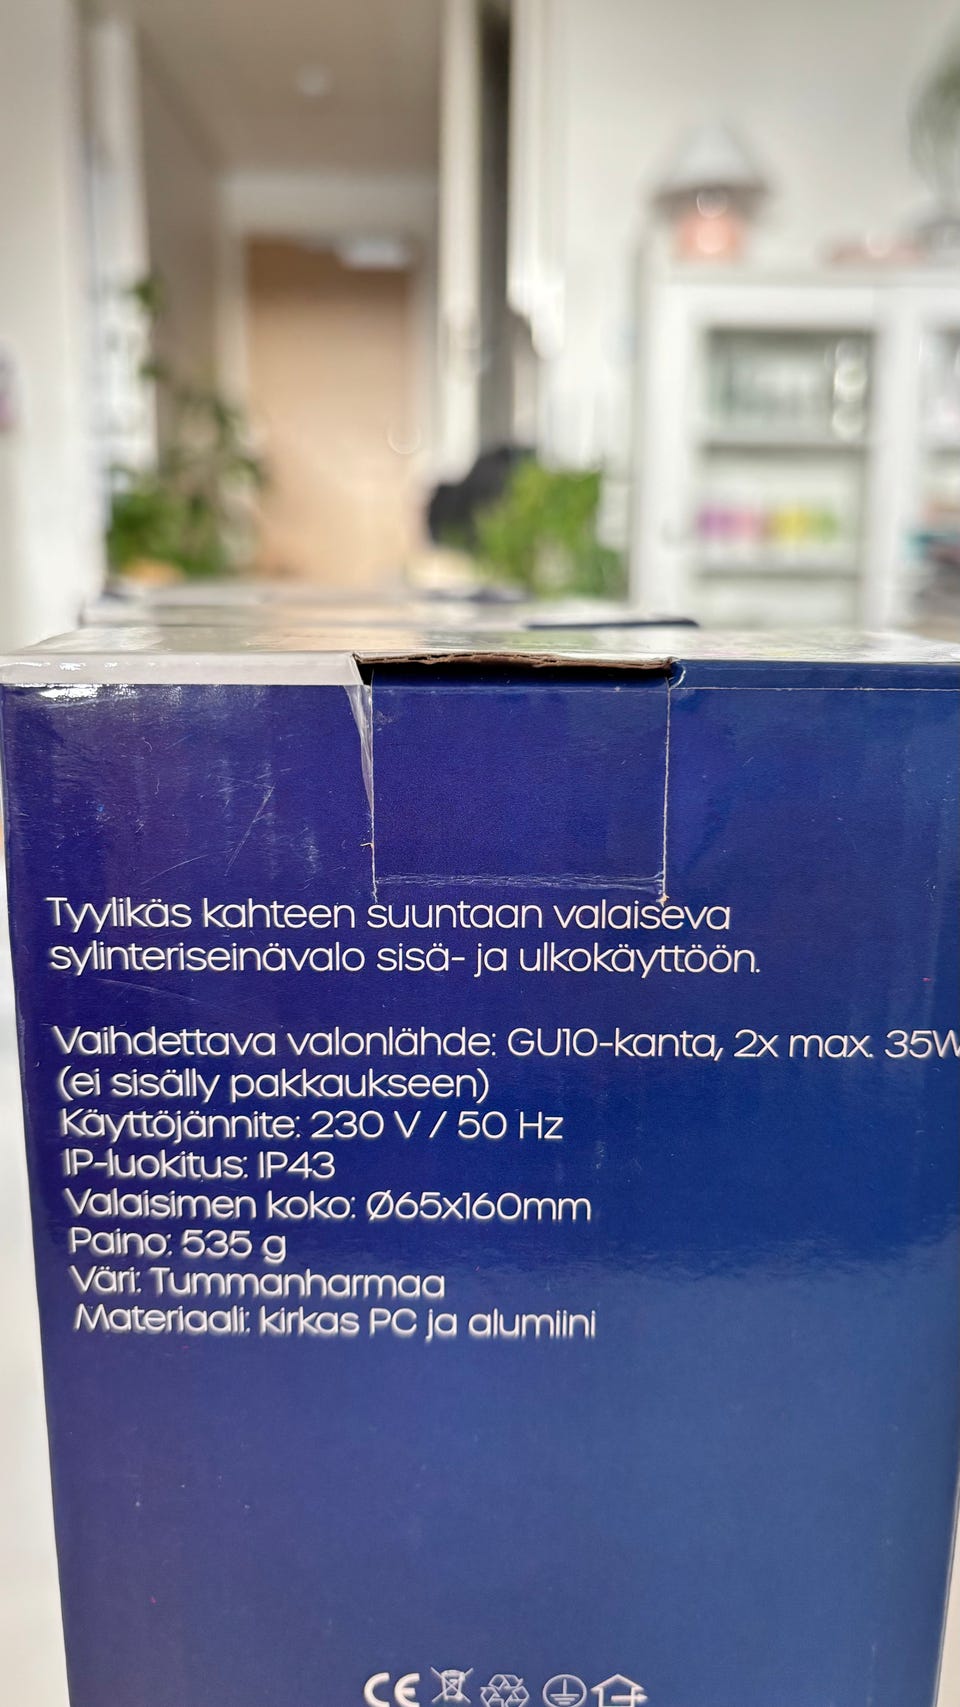 Tyylikäs kahteen suuntaan valaiseva
sylinteriseinävalo sisä- ja ulkokäyttöön.
Vaihdettava valonlähde: GU10-kanta, 2x max. 35W
(ei sisälly pakkaukseen)
Käyttöjännite: 230 V / 50 Hz
IP-luokitus: IP43
Valaisimen koko: Ø65x160mm
Paino: 535 g
Väri: Tummanharmaa
Materiaali: kirkas PC ja alumiini
CE